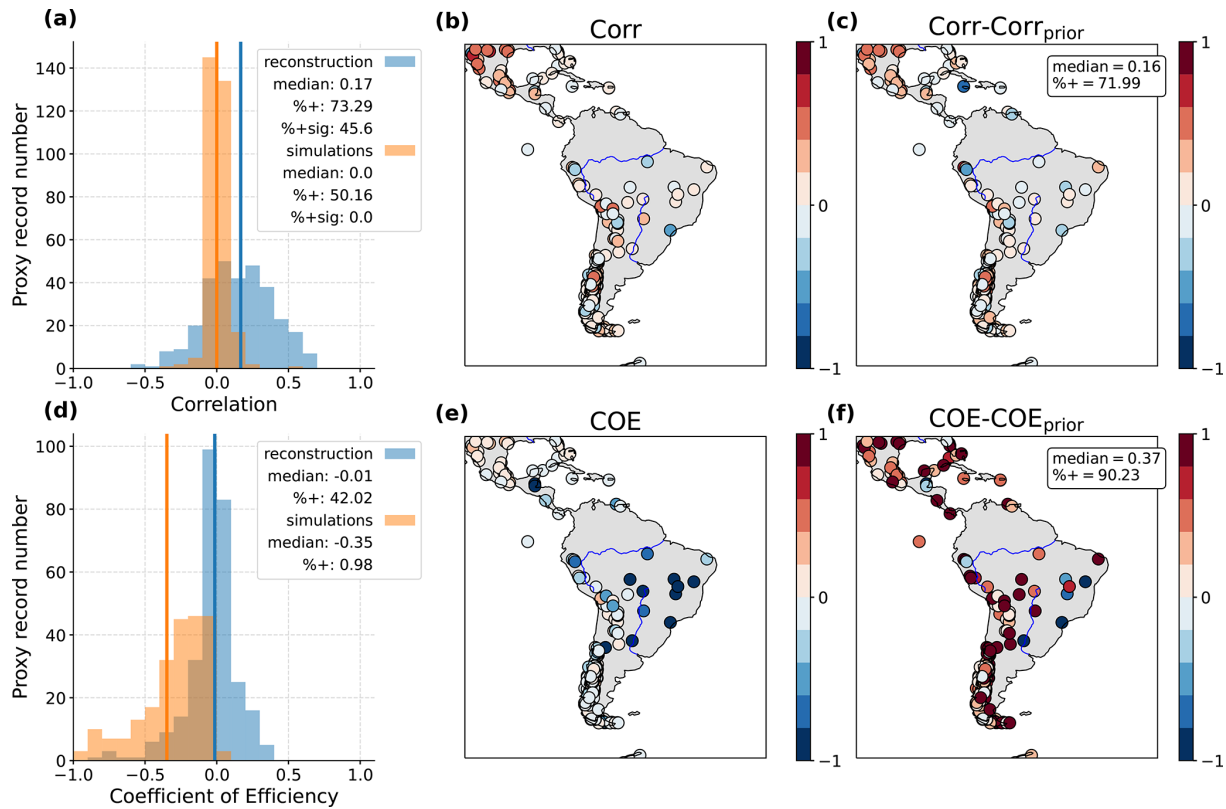 (a)
Proxy record number
140
120
100
80
60
40
20
0
−1.0
−0.5
0.0
0.5
1.0
Correlation
reconstruction
median: 0.17
%+: 73.29
%+sig: 45.6
simulations
median: 0.0
%+: 50.16
%+sig: 0.0
(b)
Corr
1
0
−1
(c)
Corr-Corrprior
median = 0.16
%+ = 71.99
1
0
−1
(d)
Proxy record number
100
80
60
40
20
0
−1.0
−0.5
0.0
0.5
1.0
Coefficient of Efficiency
reconstruction
median: -0.01
%+: 42.02
simulations
median: -0.35
%+: 0.98
(e)
COE
1
0
−1
(f)
COE-COEprior
median = 0.37
%+ = 90.23
1
0
−1